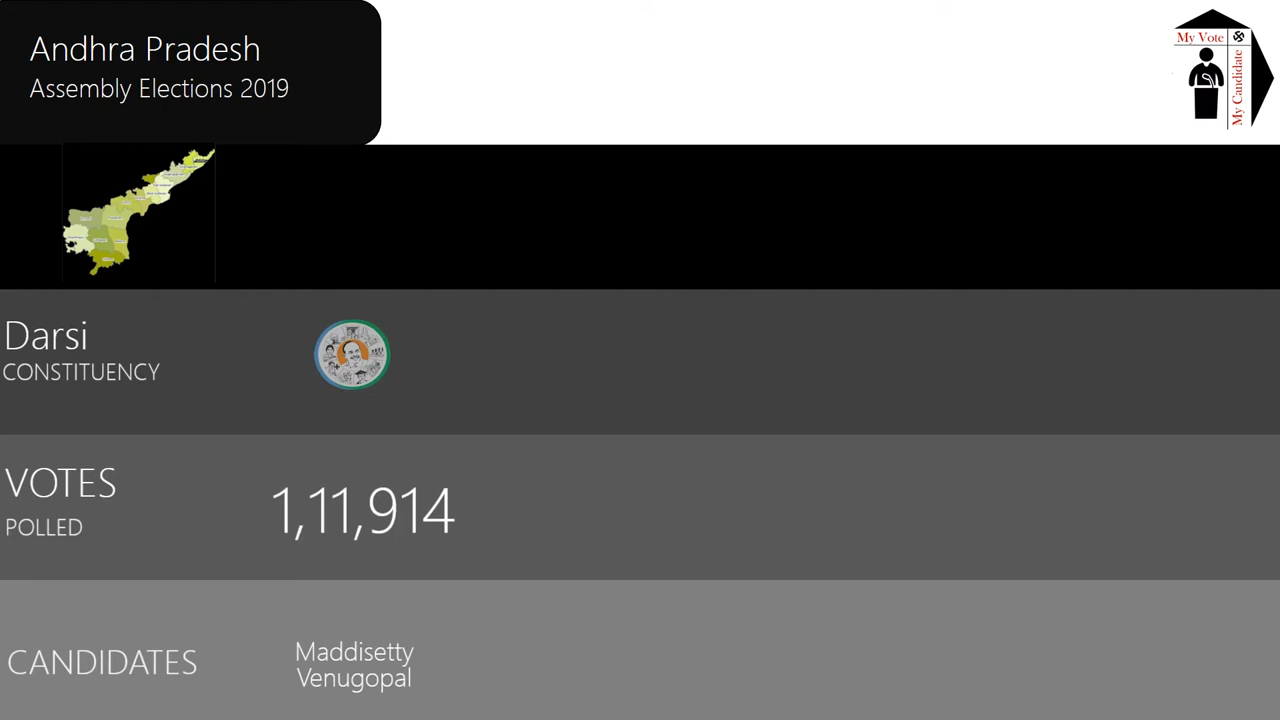 Andhra Pradesh
Assembly Elections 2019
My Vote
My Candidate
Darsi
CONSTITUENCY
VOTES
POLLED
1,11,914
CANDIDATES
Maddisetty
Venugopal